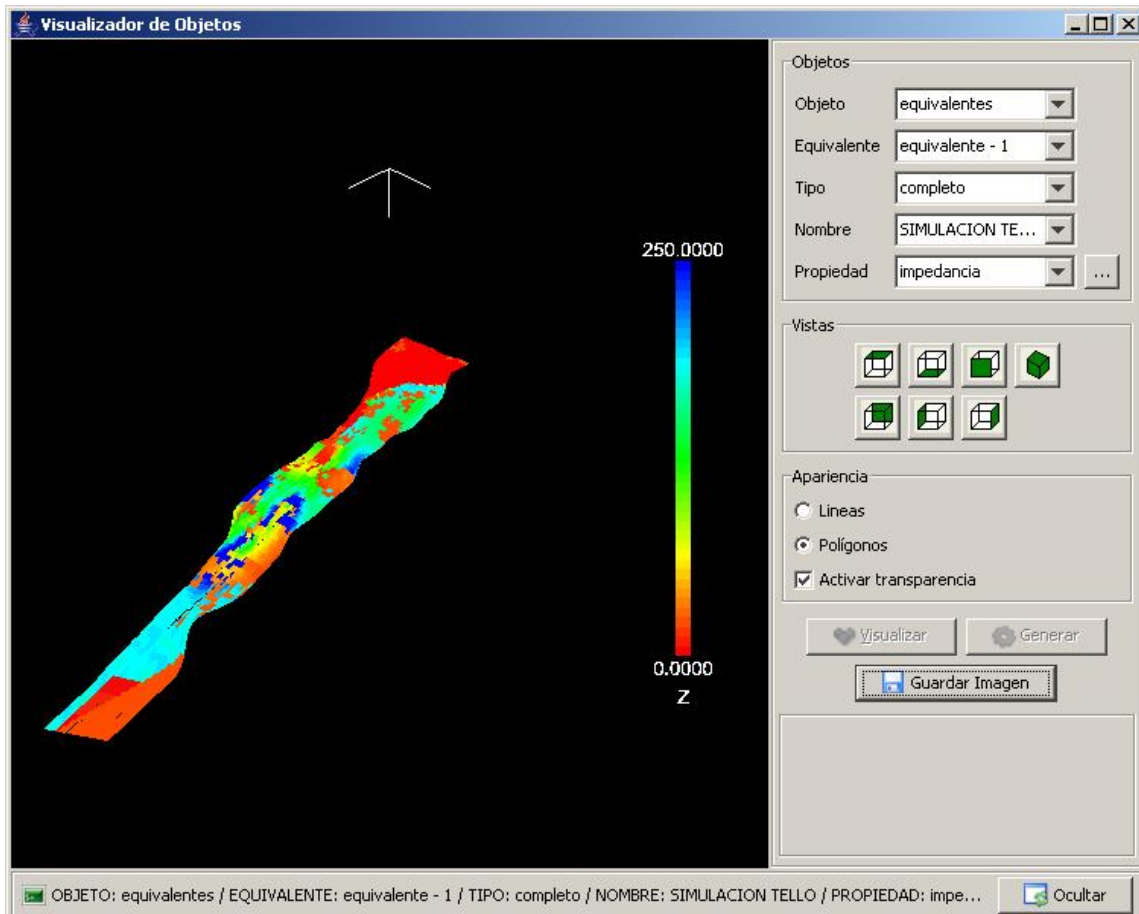 Visualizador de Objetos
250.0000
0.0000
Z
Objetos
Objeto equivalentes
Equivalente equivalente - 1
Tipo completo
Nombre SIMULACION TE...
Propiedad impedancia ...
Vistas
Apariencia
Lineas
Polígonos
Activar transparencia
Visualizar Generar
Guardar Imagen
OBJETO: equivalentes / EQUIVALENTE: equivalente - 1 / TIPO: completo / NOMBRE: SIMULACION TELLO / PROPIEDAD: impe... Ocultar